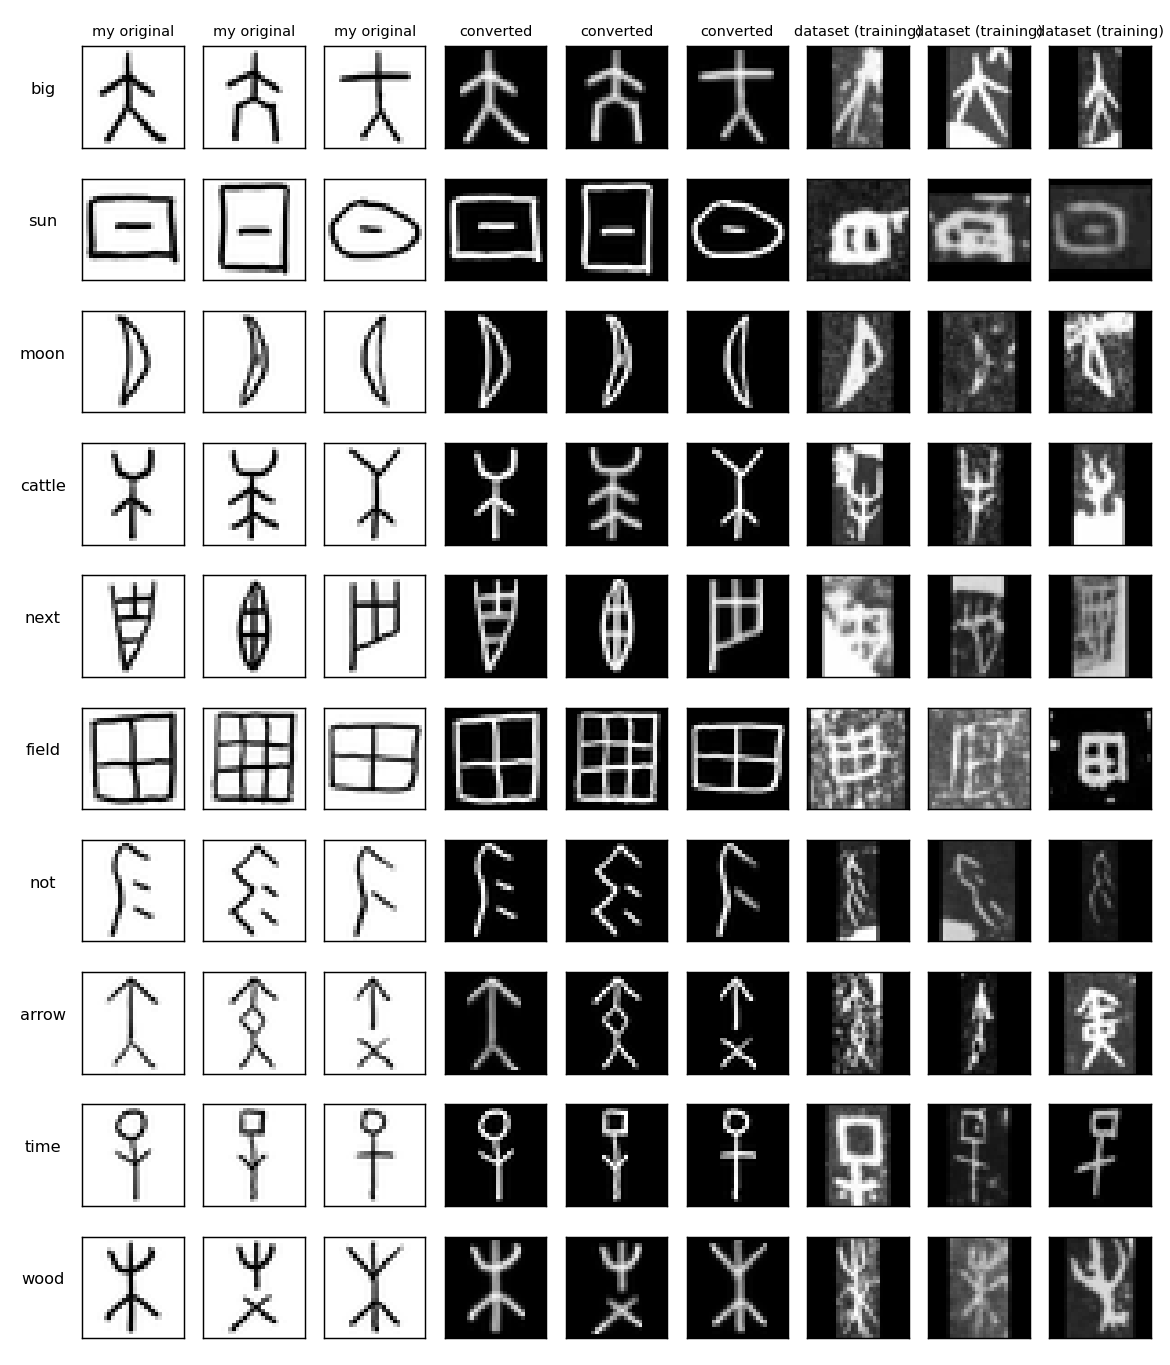 my original my original my original converted converted converted dataset (training) dataset (training) dataset (training)
big
sun
moon
cattle
next
field
not
arrow
time
wood